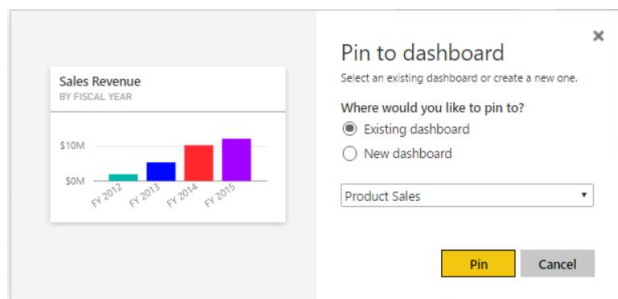 Sales Revenue
BY FISCAL YEAR
$10M
$0M
FY 2012
FY 2013
FY 2014
FY 2015
Pin to dashboard
Select an existing dashboard or create a new one.
Where would you like to pin to?
Existing dashboard
New dashboard
Product Sales
Pin
Cancel